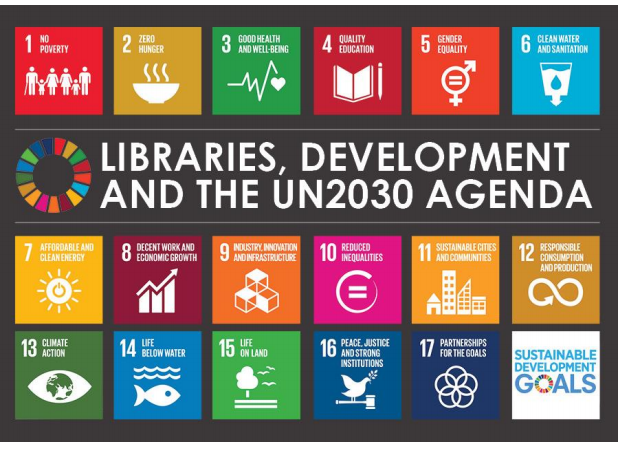 1 NO
POVERTY
2 ZERO
HUNGER
3 GOOD HEALTH
AND WELL-BEING
4 QUALITY
EDUCATION
5 GENDER
EQUALITY
6 CLEAN WATER
AND SANITATION
LIBRARIES, DEVELOPMENT
AND THE UN2030 AGENDA
7 AFFORDABLE AND
CLEAN ENERGY
8 DECENT WORK AND
ECONOMIC GROWTH
9 INDUSTRY, INNOVATION
AND INFRASTRUCTURE
10 REDUCED
INEQUALITIES
11 SUSTAINABLE CITIES
AND COMMUNITIES
12 RESPONSIBLE
CONSUMPTION
AND PRODUCTION
13 CLIMATE
ACTION
14 LIFE
BELOW WATER
15 LIFE
ON LAND
16 PEACE, JUSTICE
AND STRONG
INSTITUTIONS
17 PARTNERSHIPS
FOR THE GOALS
SUSTAINABLE
DEVELOPMENT
GOALS